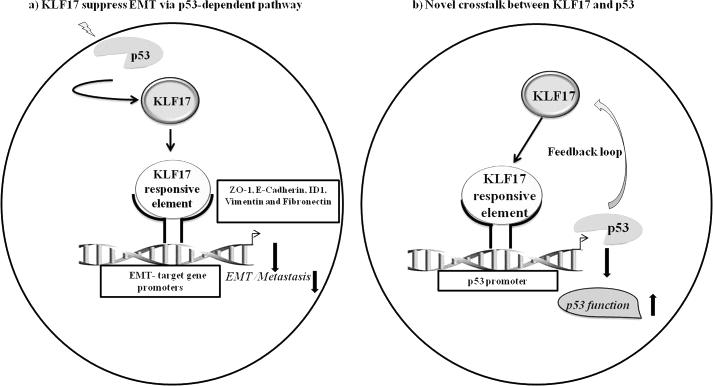 a) KLF17 suppress EMT via p53-dependent pathway
p53
KLF17
KLF17
responsive
element
ZO-1, E-Cadherin, ID1,
Vimentin and Fibronectin
EMT- target gene
promoters
EMT/Metastasis
b) Novel crosstalk between KLF17 and p53
KLF17
Feedback loop
KLF17
responsive
element
p53
p53 promoter
p53 function